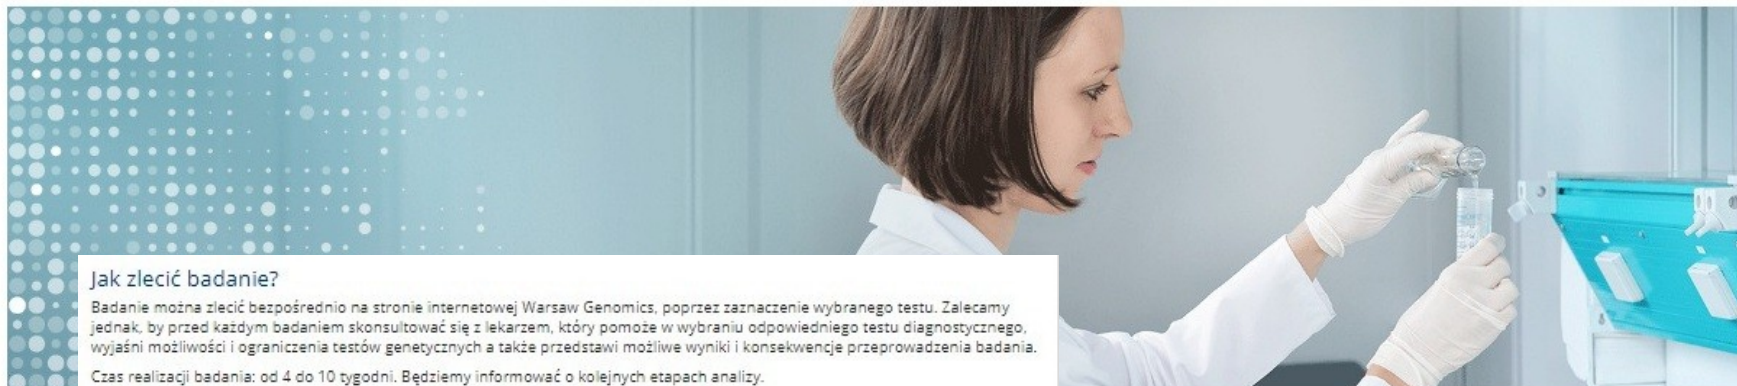 Jak zlecić badanie?
Badanie można zlecić bezpośrednio na stronie internetowej Warsaw Genomics, poprzez zaznaczenie wybranego testu. Zalecamy
jednak, by przed każdym badaniem skonsultować się z lekarzem, który pomoże w wybraniu odpowiedniego testu diagnostycznego,
wyjaśni możliwości i ograniczenia testów genetycznych a także przedstawi możliwe wyniki i konsekwencje przeprowadzenia badania.
Czas realizacji badania: od 4 do 10 tygodni. Będziemy informować o kolejnych etapach analizy.